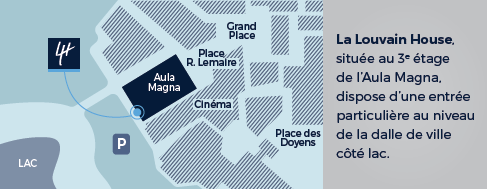 Grand
Place
Place
R. Lemaire
LH
Aula
Magna
Cinéma
P
Place des
Doyens
LAC
La Louvain House,
située au 3e étage
de l'Aula Magna,
dispose d'une entrée
particulière au niveau
de la dalle de ville
côté lac.